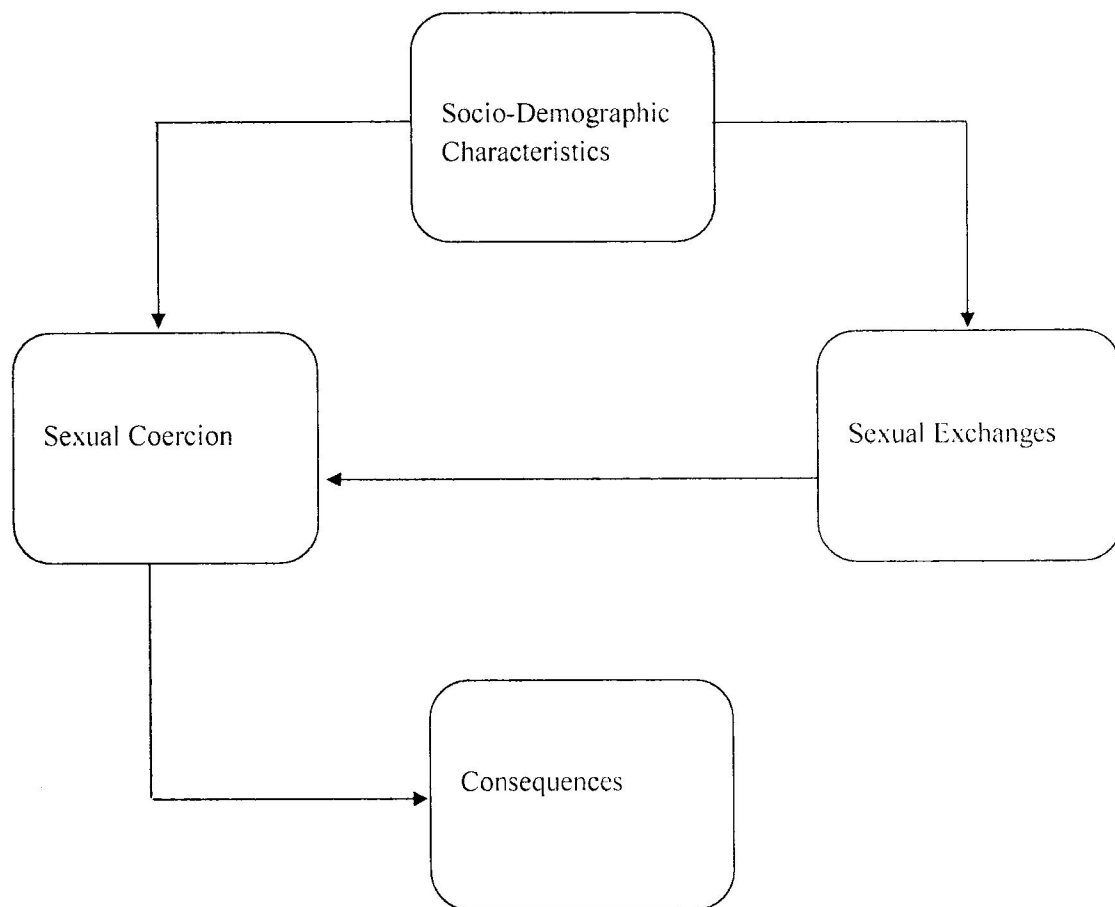 Socio-Demographic
Characteristics
Sexual Coercion
Sexual Exchanges
Consequences